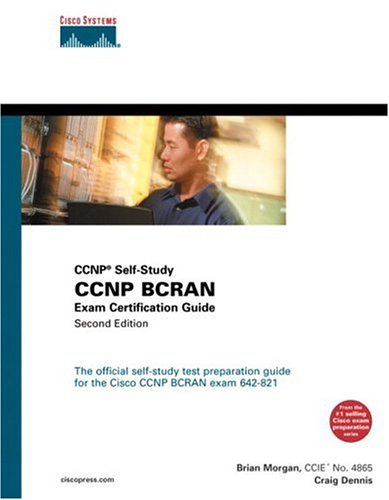 CISCO SYSTEMS
CCNP® Self-Study
CCNP BCRAN
Exam Certification Guide
Second Edition
The official self-study test preparation guide
for the Cisco CCNP BCRAN exam 642-821
From the
#1 selling
Cisco exam
preparation
series
Brian Morgan, CCIE™ No. 4865
ciscopress.com
Craig Dennis